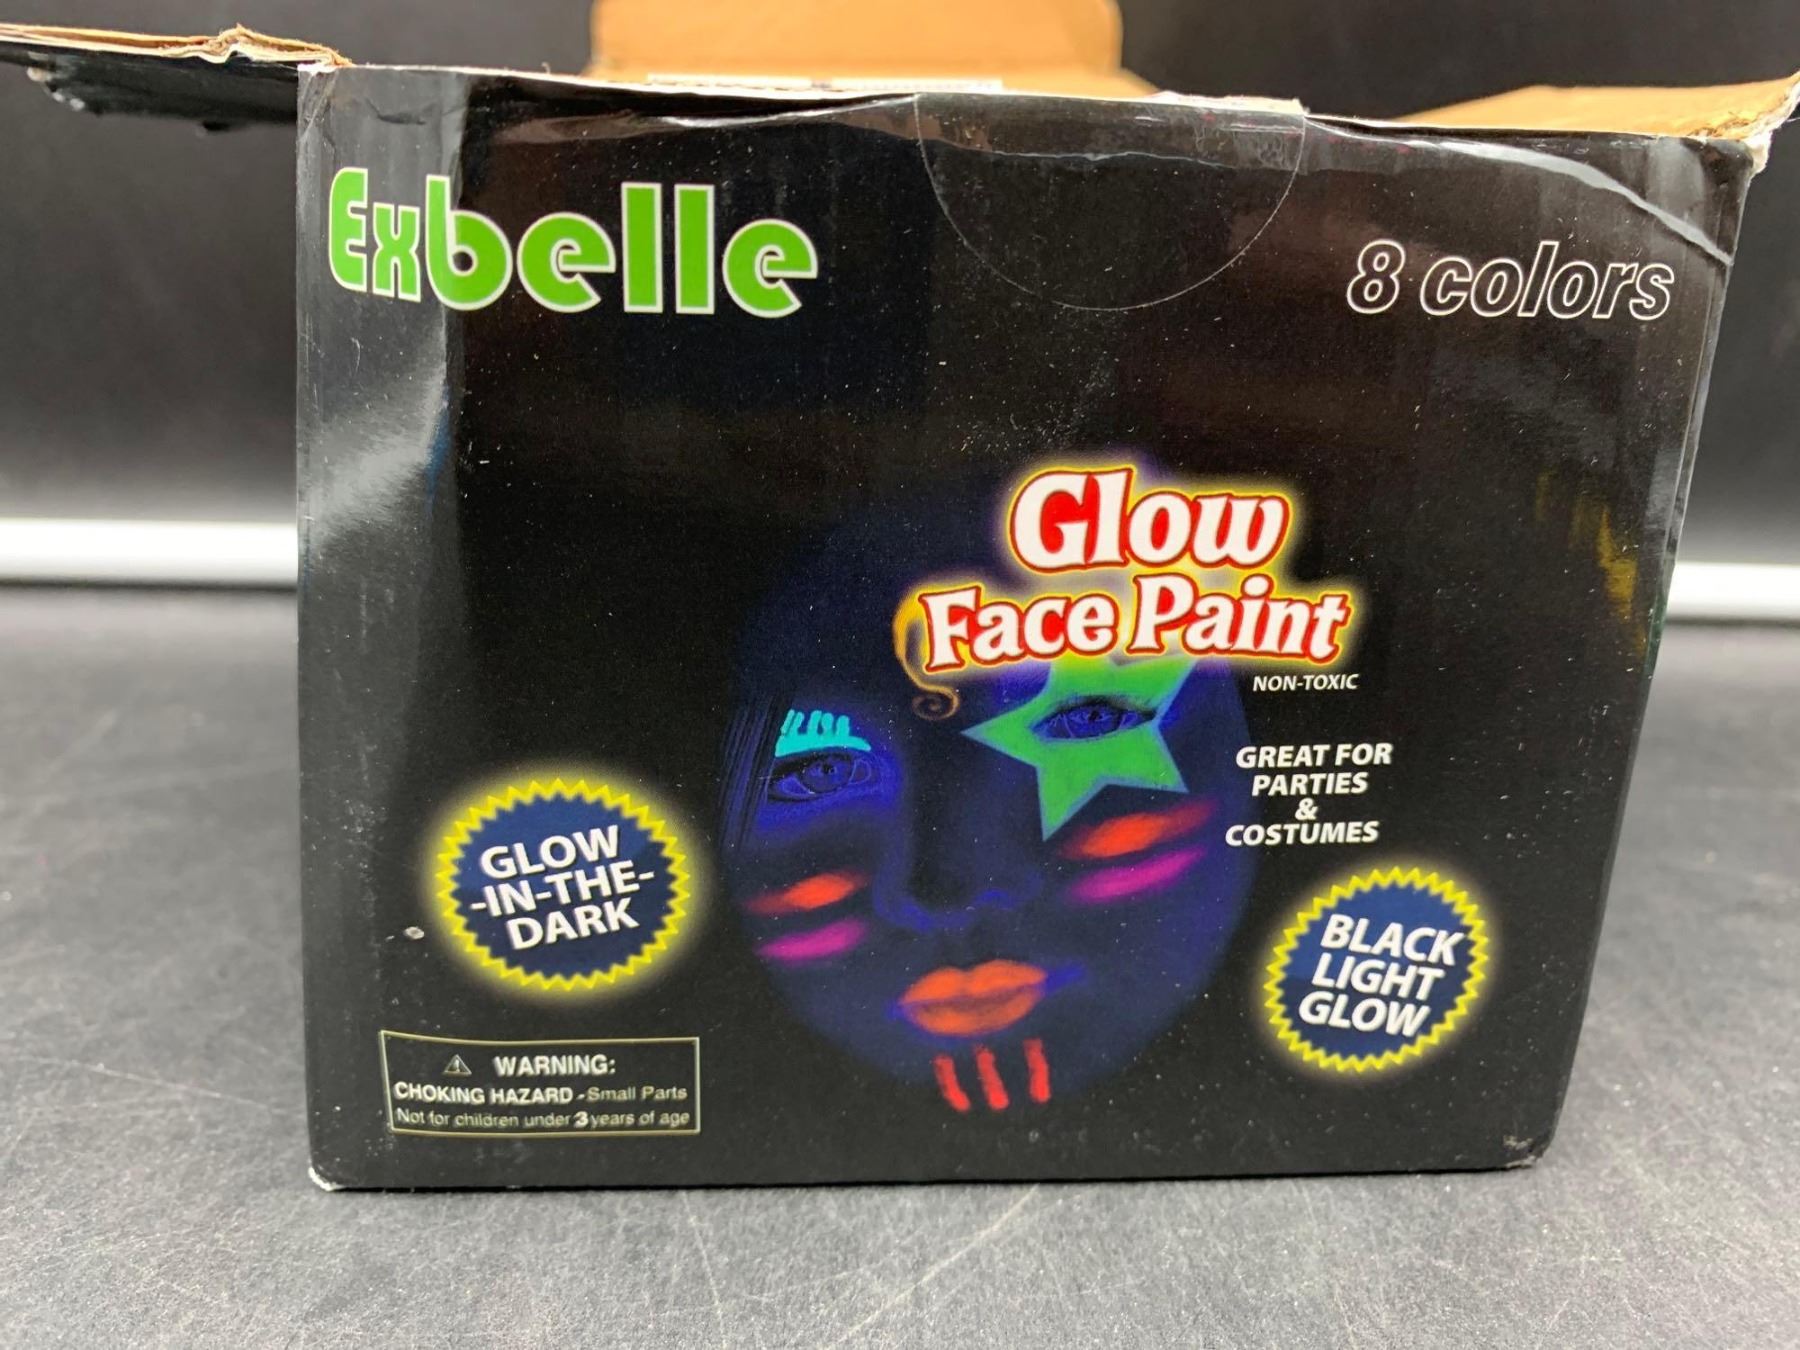 Exbelle
8 colors
Glow
Face Paint
NON-TOXIC
GREAT FOR
PARTIES
&
COSTUMES
GLOW
-IN-THE-
DARK
BLACK
LIGHT
GLOW
⚠ WARNING:
CHOKING HAZARD - Small Parts
Not for children under 3 years of age